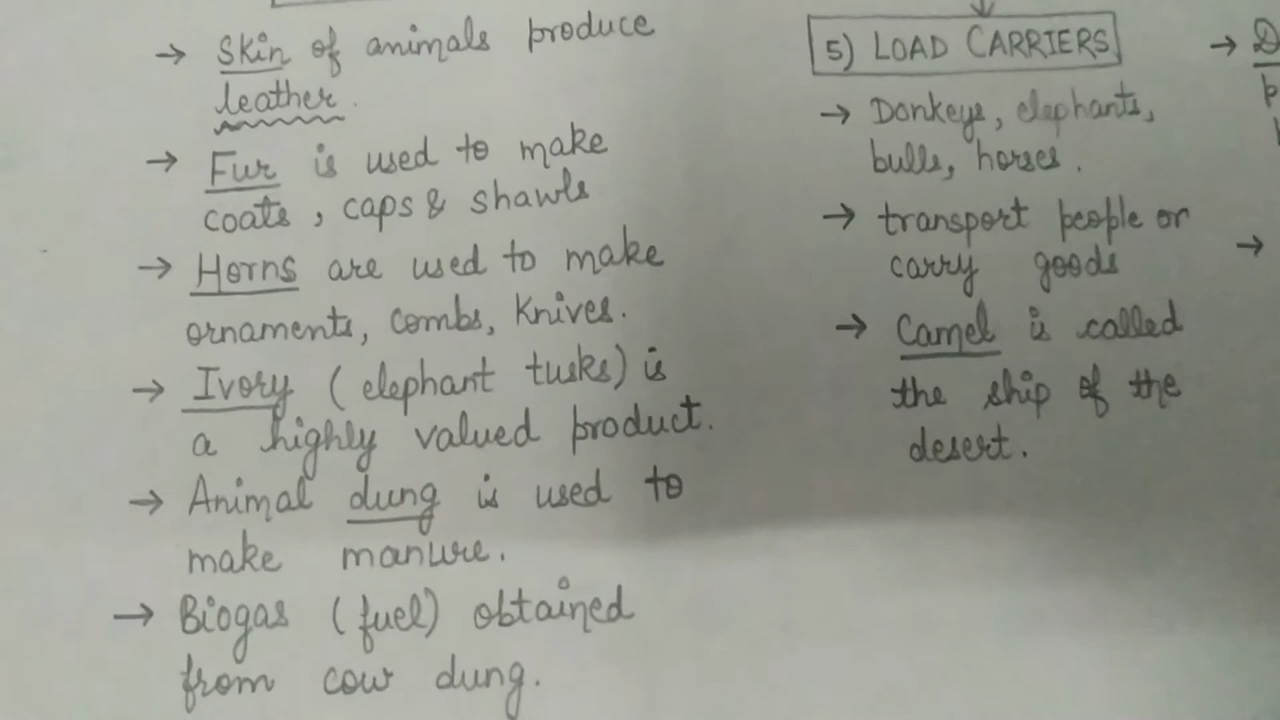 → Skin of animals produce
leather.
→ Fur is used to make
coats, caps & shawls
→ Horns are used to make
ornaments, combs, knives.
→ Ivory (elephant tusks) is
a highly valued product.
→ Animal dung is used to
make manure.
→ Biogas (fuel) obtained
from cow dung.
5) LOAD CARRIERS
→ Donkeys, elephants,
bulls, horses.
→ transport people or
carry goods
→ Camel is called
the ship of the
desert.
→
→